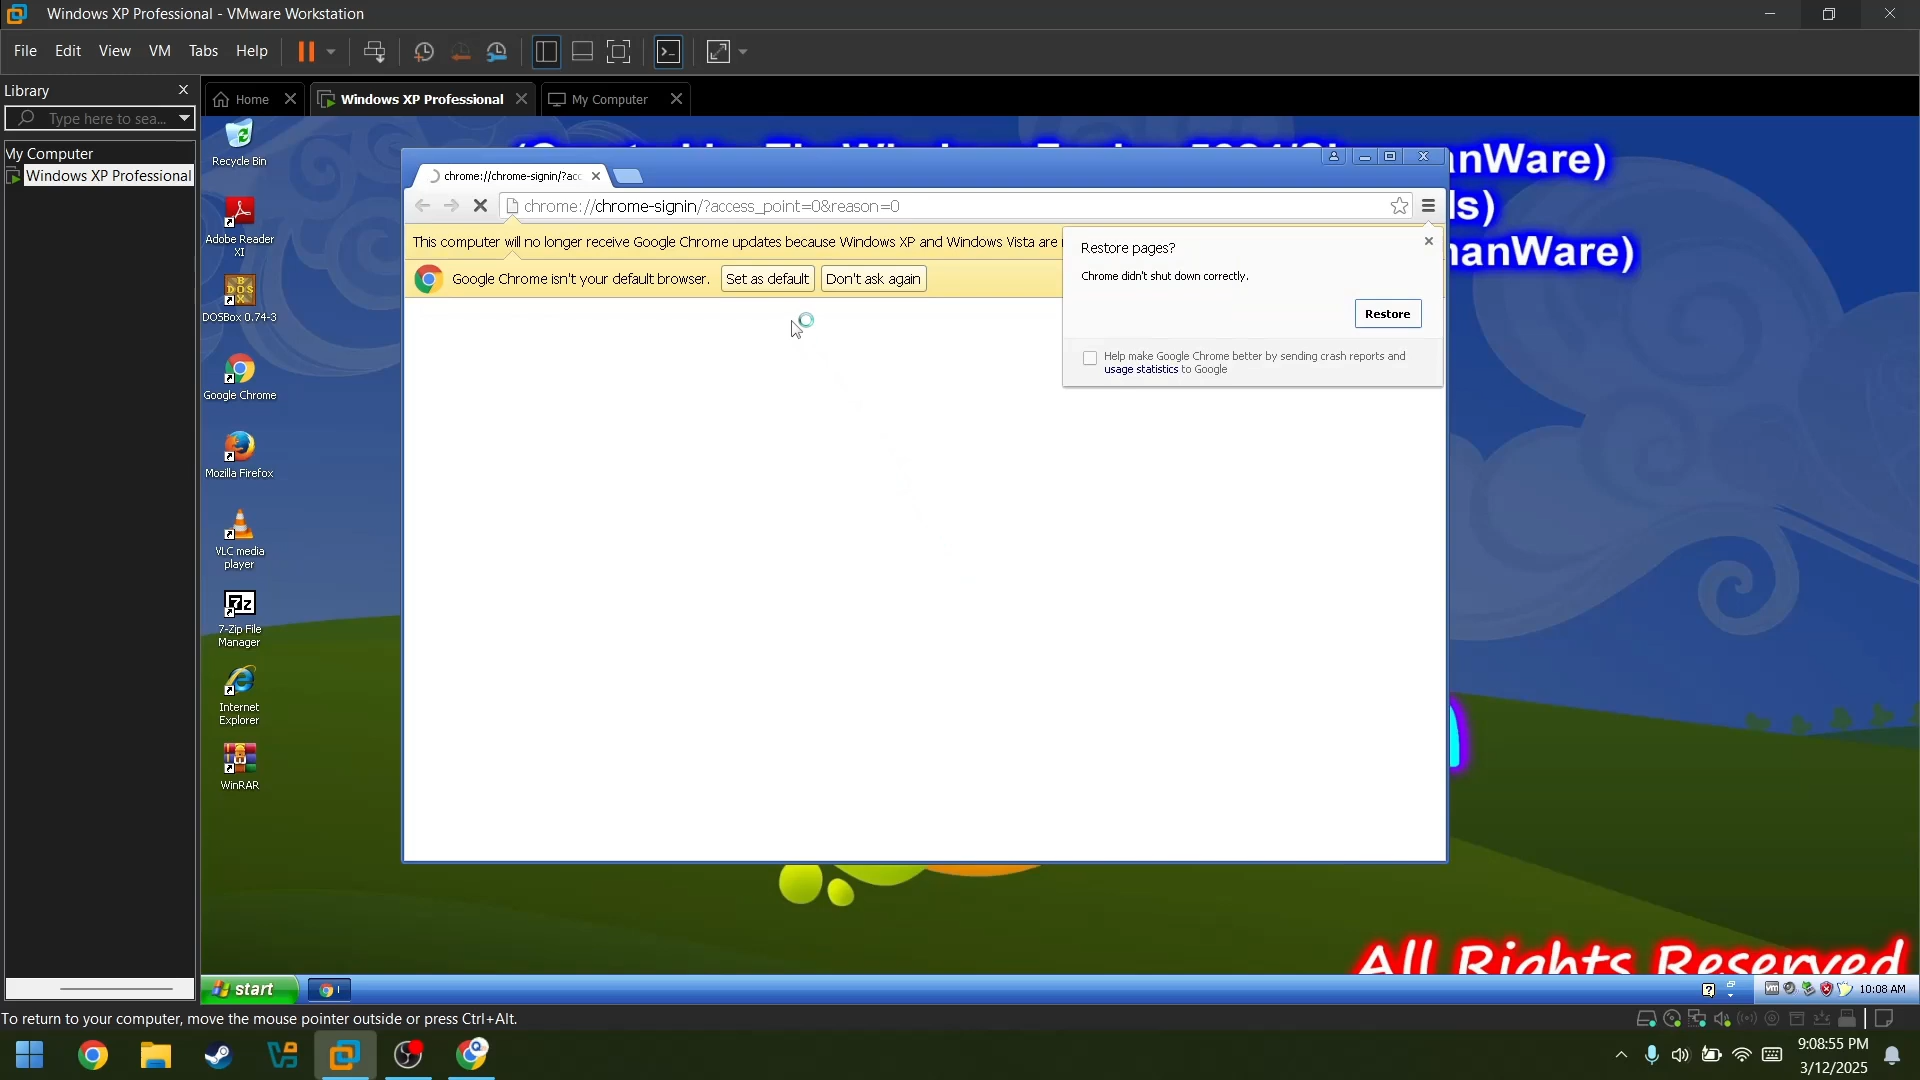 Windows XP Professional - VMware Workstation
File Edit View VM Tabs Help
Library
Type here to sea...
My Computer
Windows XP Professional
Home
Windows XP Professional
My Computer
Recycle Bin
Adobe Reader
XI
DOSBox 0.74-3
Google Chrome
Mozilla Firefox
VLC media
player
7-Zip File
Manager
Internet
Explorer
WinRAR
chrome://chrome-signin/?acc
chrome://chrome-signin/?access_point=0&reason=0
This computer will no longer receive Google Chrome updates because Windows XP and Windows Vista are
Google Chrome isn't your default browser.
Set as default
Don't ask again
Restore pages?
Chrome didn't shut down correctly.
Restore
Help make Google Chrome better by sending crash reports and
usage statistics to Google
All Rights Reserved
start
10:08 AM
To return to your computer, move the mouse pointer outside or press Ctrl+Alt.
9:08:55 PM
3/12/2025